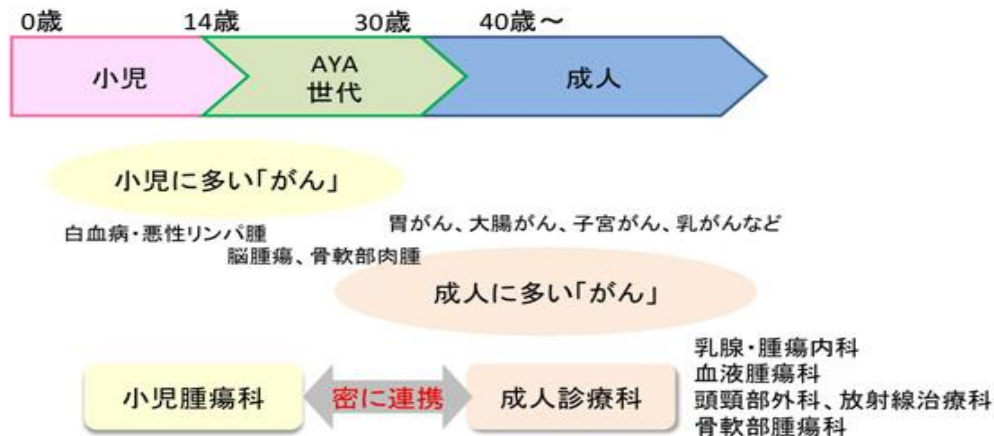 0歳 14歳 30歳 40歳～
小児
AYA
世代
成人
小児に多い「がん」
白血病・悪性リンパ腫
胃がん、大腸がん、子宮がん、乳がんなど
脳腫瘍、骨軟部肉腫
成人に多い「がん」
小児腫瘍科
密に連携
成人診療科
乳腺・腫瘍内科
血液腫瘍科
頭頸部外科、放射線治療科
骨軟部腫瘍科